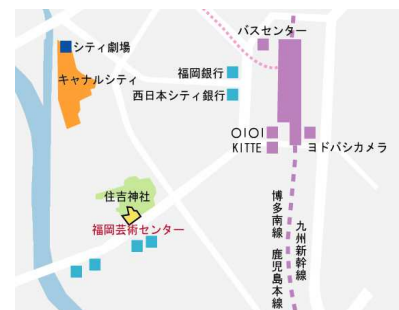 バスセンター
シティ劇場
福岡銀行
キャナルシティ
西日本シティ銀行
OIOI
KITTE
ヨドバシカメラ
住吉神社
福岡芸術センター
博多南線
鹿児島本線
九州新幹線